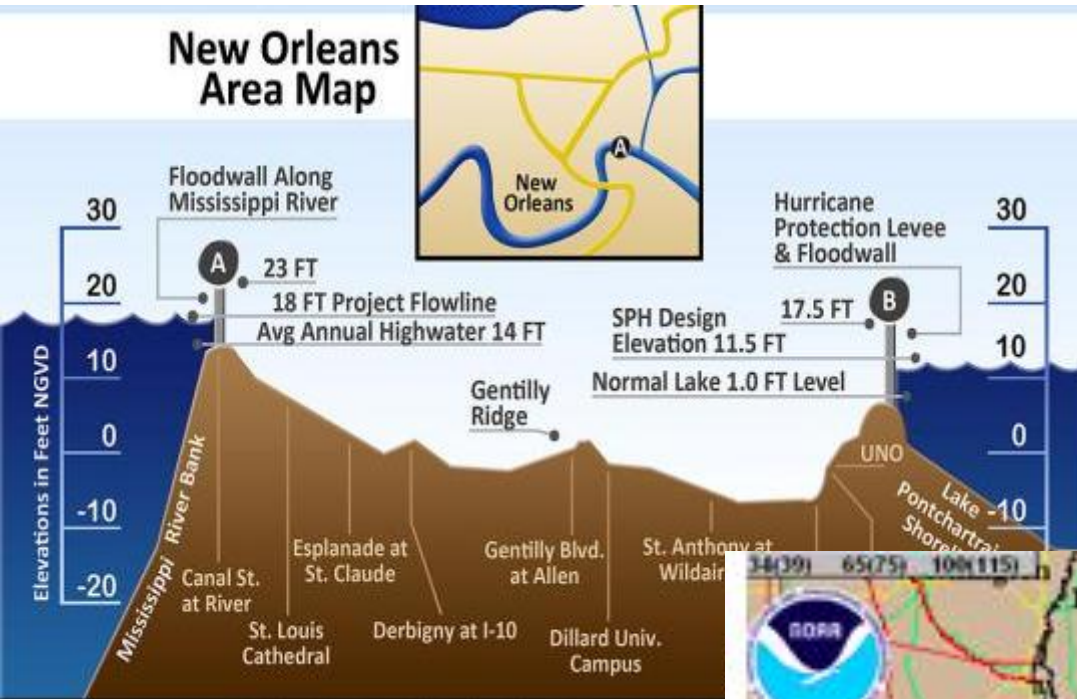 New Orleans
Area Map
A
New
Orleans
Floodwall Along
Mississippi River
A
23 FT
18 FT Project Flowline
Avg Annual Highwater 14 FT
Hurricane
Protection Levee
& Floodwall
B
17.5 FT
SPH Design
Elevation 11.5 FT
Normal Lake 1.0 FT Level
Gentilly
Ridge
Elevations in Feet NGVD
30
20
10
0
-10
-20
30
20
10
0
-10
Mississippi River Bank
Canal St.
at River
St. Louis
Cathedral
Esplanade at
St. Claude
Derbigny at I-10
Gentilly Blvd.
at Allen
Dillard Univ.
Campus
St. Anthony at
UNO
Lake
34(39) 65(75) 100(115)
NOAA